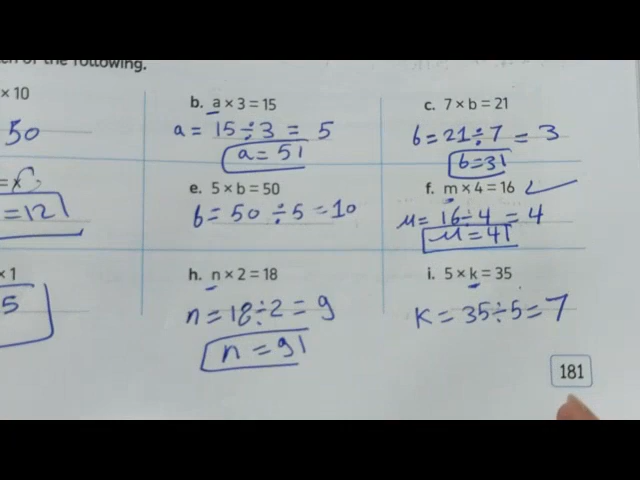 of the following.
× 10
50
= x
= 12
× 1
5
b. a × 3 = 15
a = 15 ÷ 3 = 5
a = 5
e. 5 × b = 50
b = 50 ÷ 5 = 10
h. n × 2 = 18
n = 18 ÷ 2 = 9
n = 9
c. 7 × b = 21
b = 21 ÷ 7 = 3
b = 3
f. m × 4 = 16
m = 16 ÷ 4 = 4
m = 4
i. 5 × k = 35
k = 35 ÷ 5 = 7
181